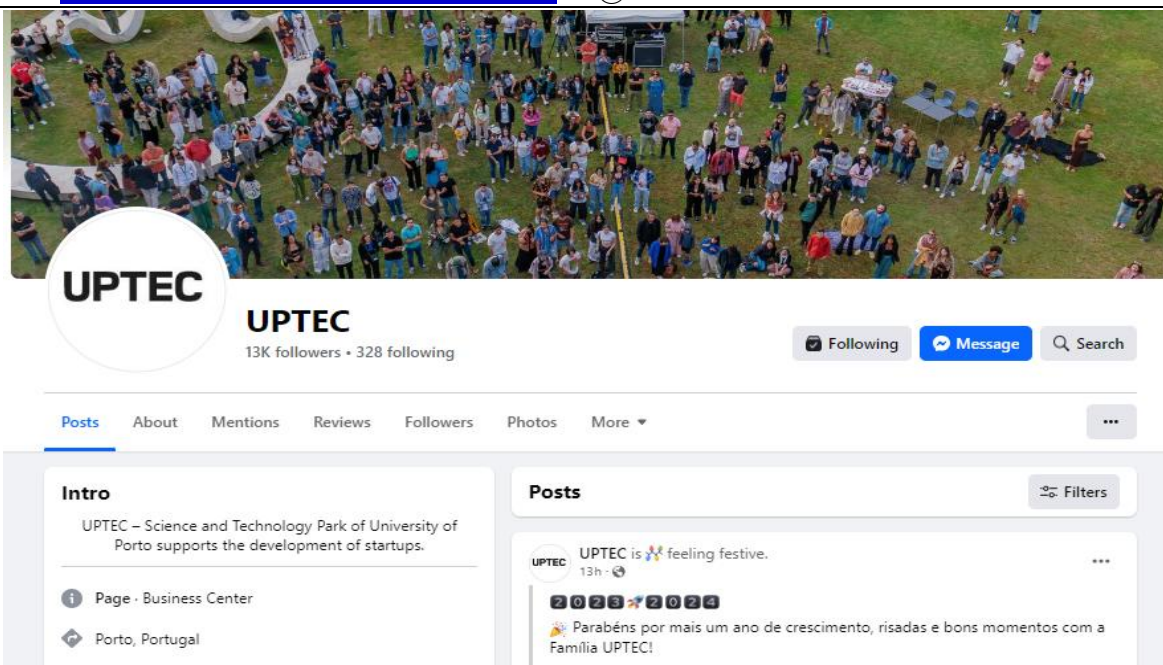 UPTEC
UPTEC
13K followers • 328 following
Following
Message
Search
Posts
About
Mentions
Reviews
Followers
Photos
More
Intro
UPTEC – Science and Technology Park of University of
Porto supports the development of startups.
Page · Business Center
Porto, Portugal
Posts
Filters
UPTEC
UPTEC is feeling festive.
13h ·
2023🚀2024
🎉 Parabéns por mais um ano de crescimento, risadas e bons momentos com a
Família UPTEC!